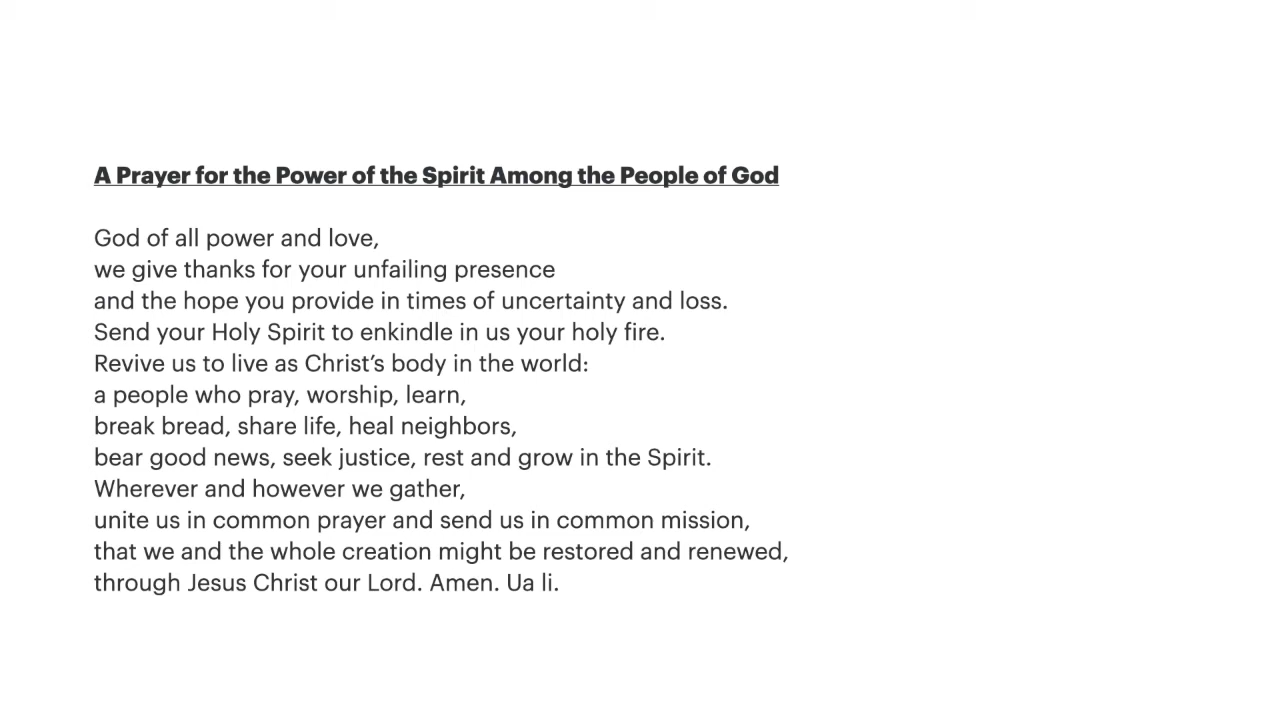 A Prayer for the Power of the Spirit Among the People of God
God of all power and love,
we give thanks for your unfailing presence
and the hope you provide in times of uncertainty and loss.
Send your Holy Spirit to enkindle in us your holy fire.
Revive us to live as Christ’s body in the world:
a people who pray, worship, learn,
break bread, share life, heal neighbors,
bear good news, seek justice, rest and grow in the Spirit.
Wherever and however we gather,
unite us in common prayer and send us in common mission,
that we and the whole creation might be restored and renewed,
through Jesus Christ our Lord. Amen. Ua li.